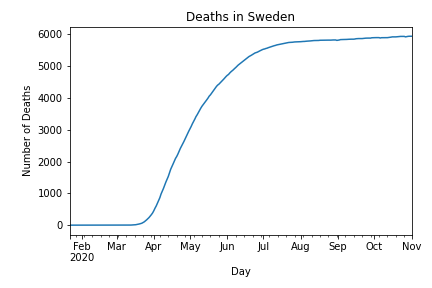 Deaths in Sweden
Number of Deaths
6000
5000
4000
3000
2000
1000
0
Feb Mar Apr May Jun Jul Aug Sep Oct Nov
2020
Day